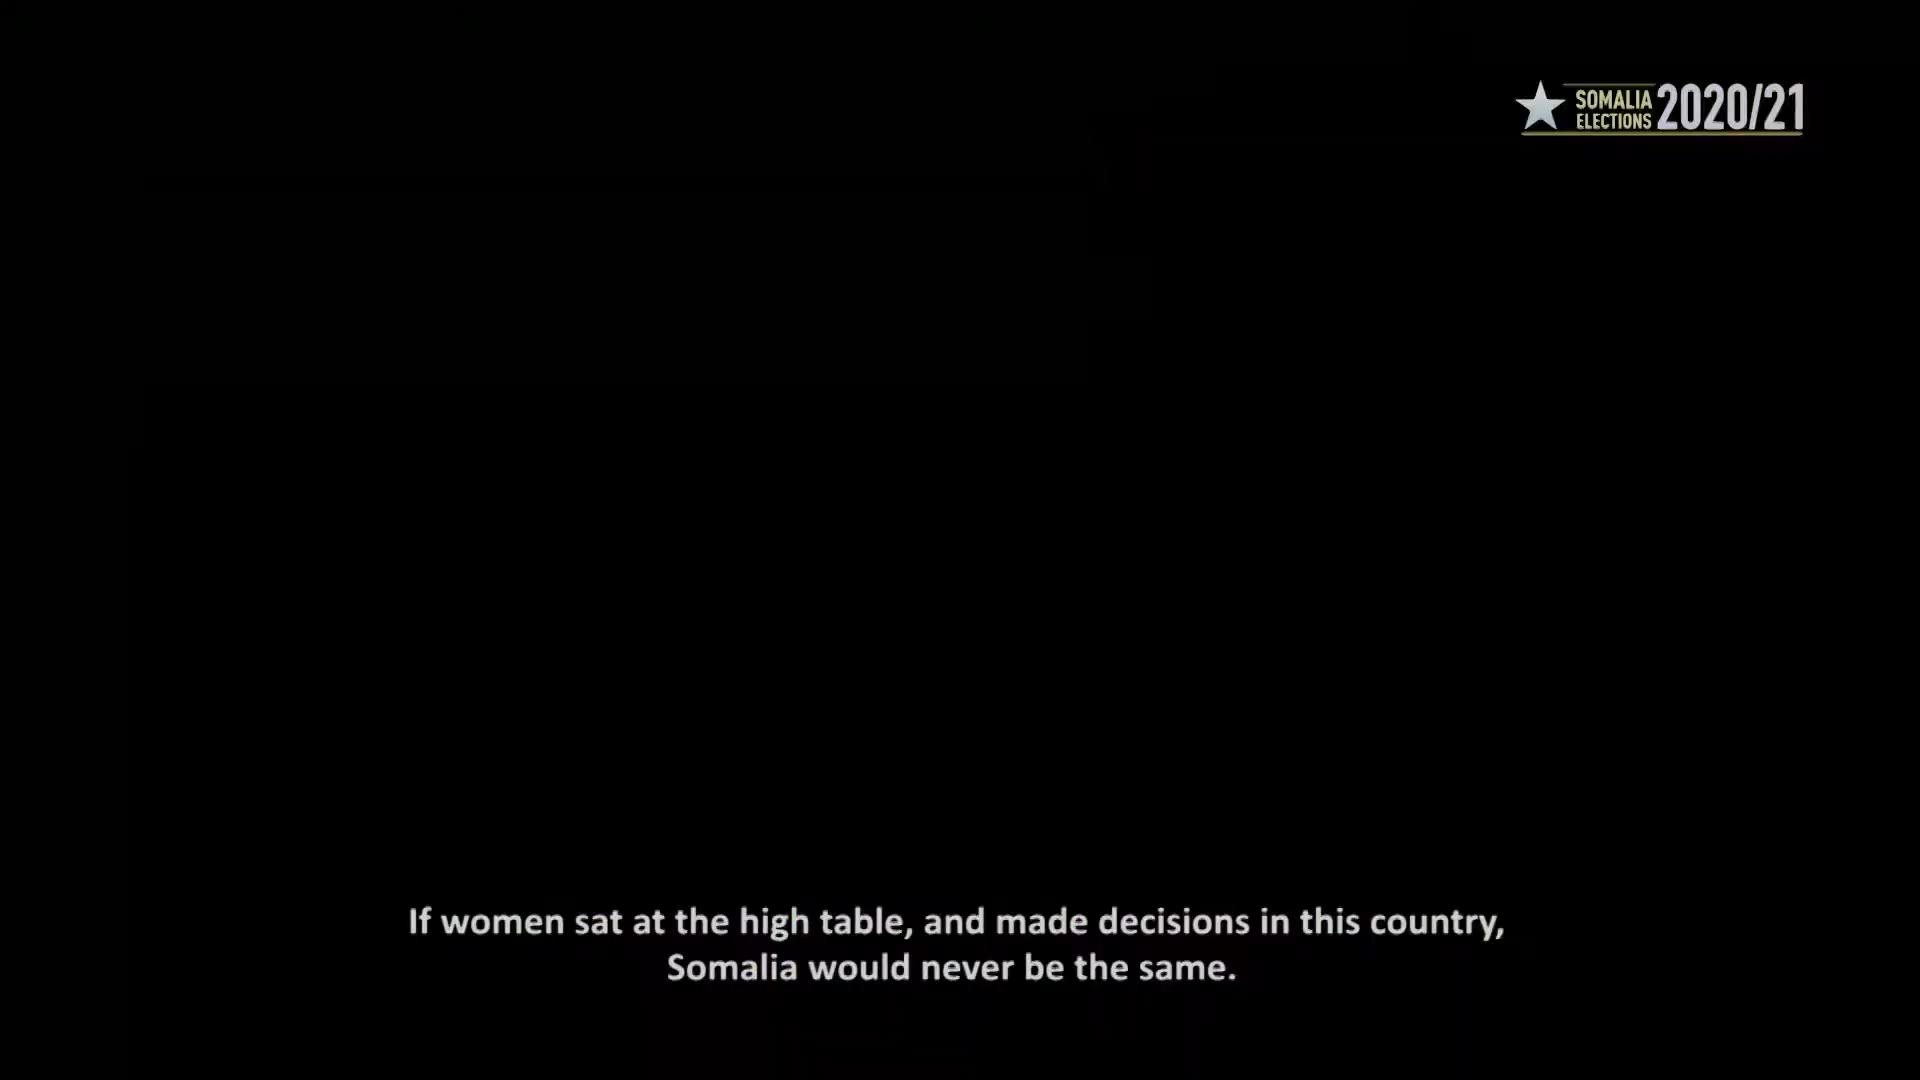 SOMALIA
ELECTIONS 2020/21
If women sat at the high table, and made decisions in this country,
Somalia would never be the same.